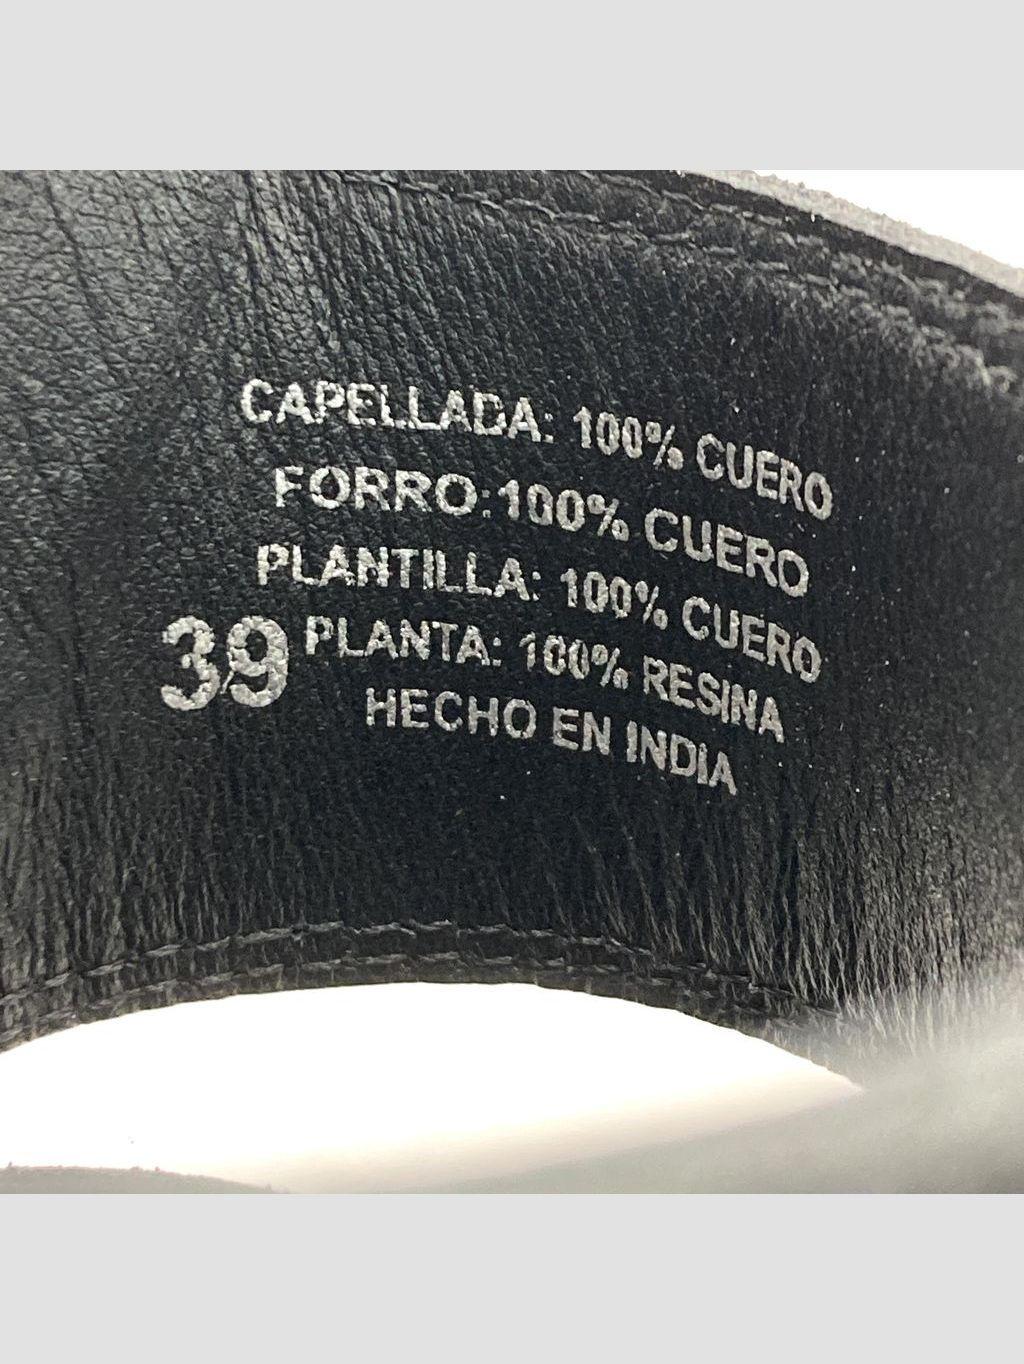 CAPELLADA: 100% CUERO
FORRO: 100% CUERO
PLANTILLA: 100% CUERO
39 PLANTA: 100% RESINA
HECHO EN INDIA